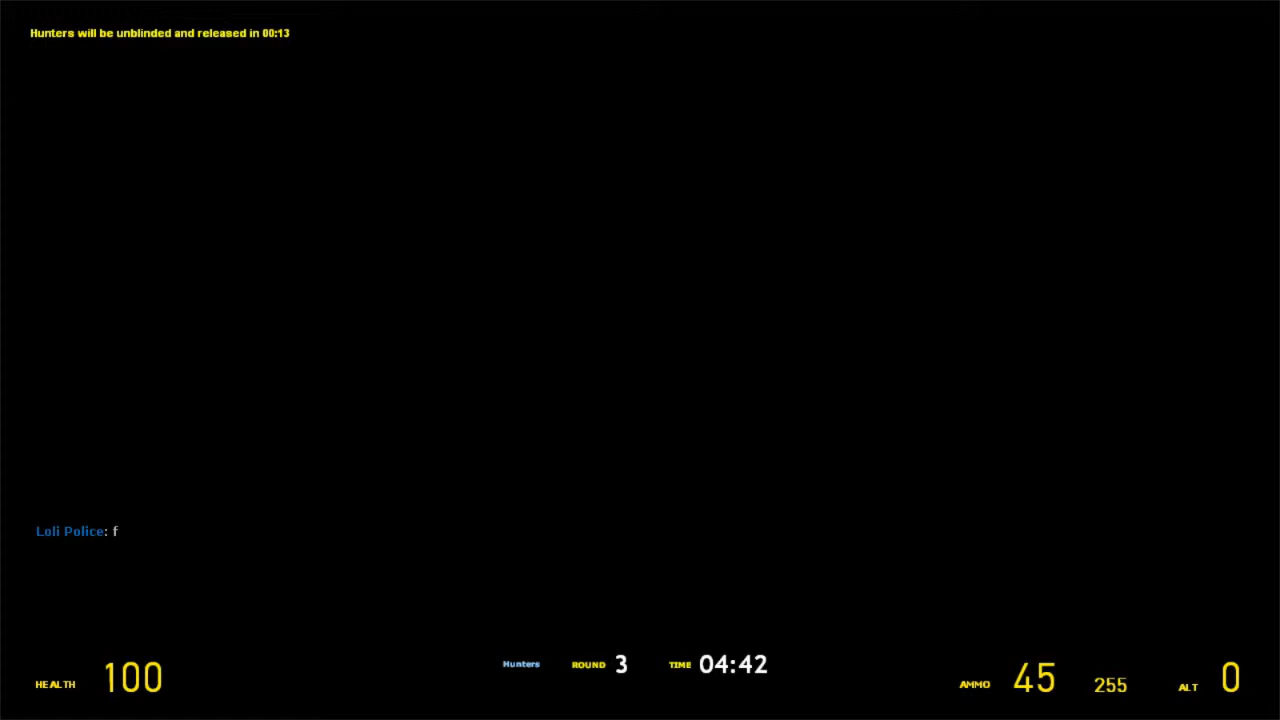 Hunters will be unblinded and released in 00:13
Loli Police: f
Hunters ROUND 3 TIME 04:42
HEALTH 100 AMMO 45 255 ALT 0